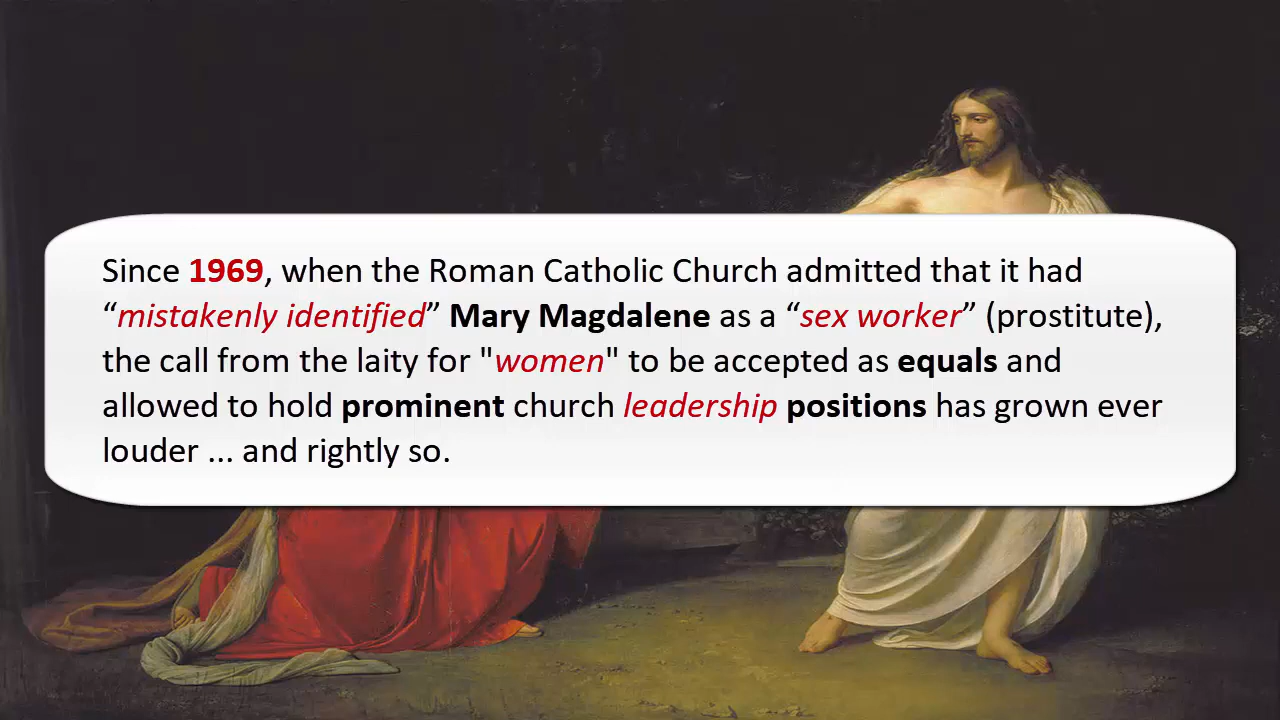 Since 1969, when the Roman Catholic Church admitted that it had
“mistakenly identified” Mary Magdalene as a “sex worker” (prostitute),
the call from the laity for "women" to be accepted as equals and
allowed to hold prominent church leadership positions has grown ever
louder ... and rightly so.